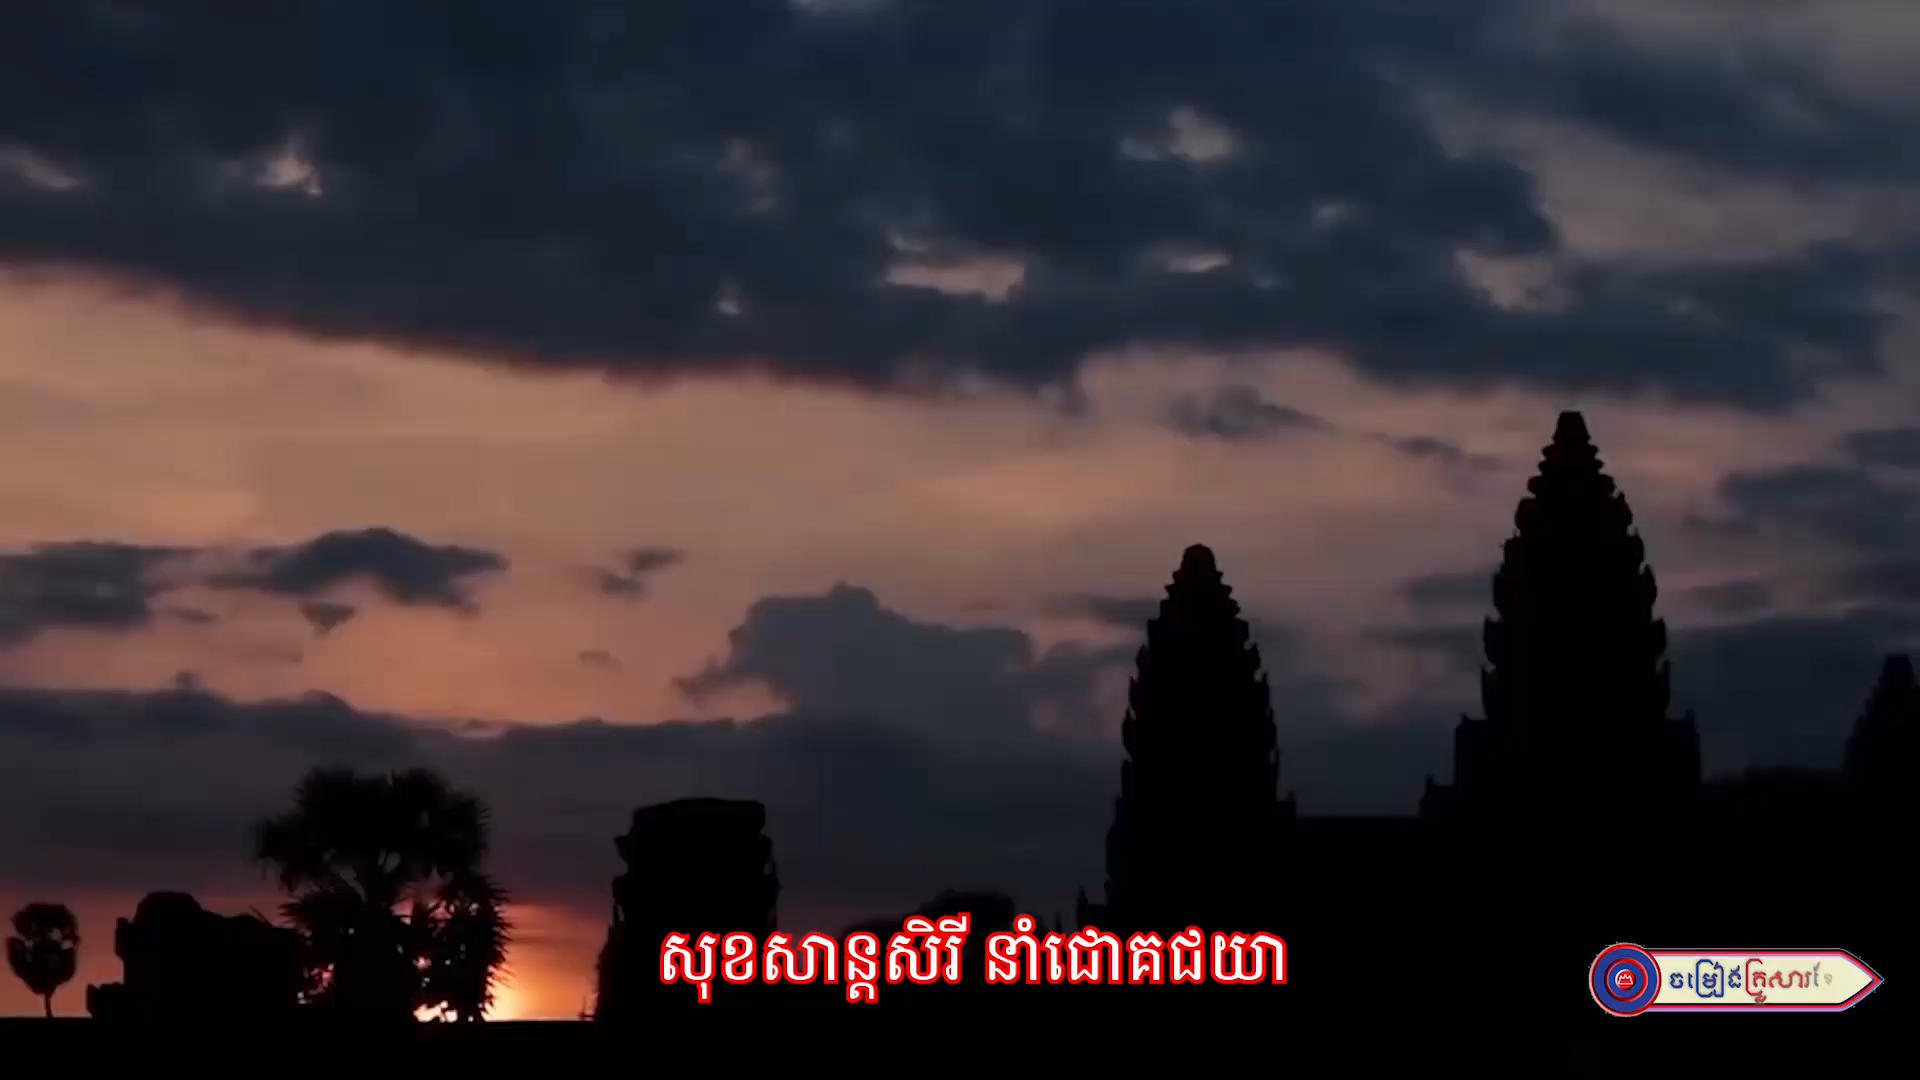 សុខសាន្តសិរី នាំជោគជយា
ចម្រៀងគ្រួសារខែ